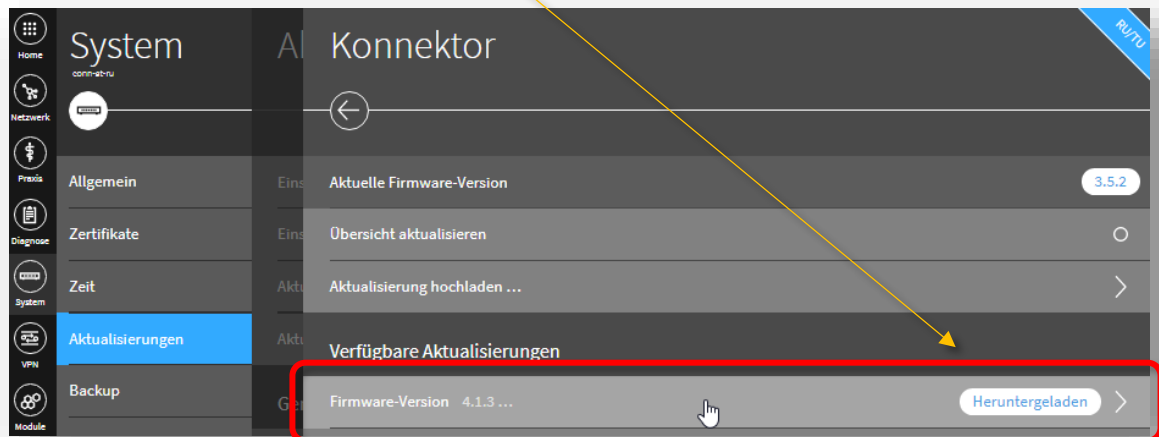 Home
Netzwerk
Praxis
Diagnose
System
VPN
Module
System
conn-et-ru
Allgemein
Zertifikate
Zeit
Aktualisierungen
Backup
Konnektor
RU/TU
Aktuelle Firmware-Version 3.5.2
Übersicht aktualisieren
Aktualisierung hochladen ...
Verfügbare Aktualisierungen
Firmware-Version 4.1.3 ... Heruntergeladen